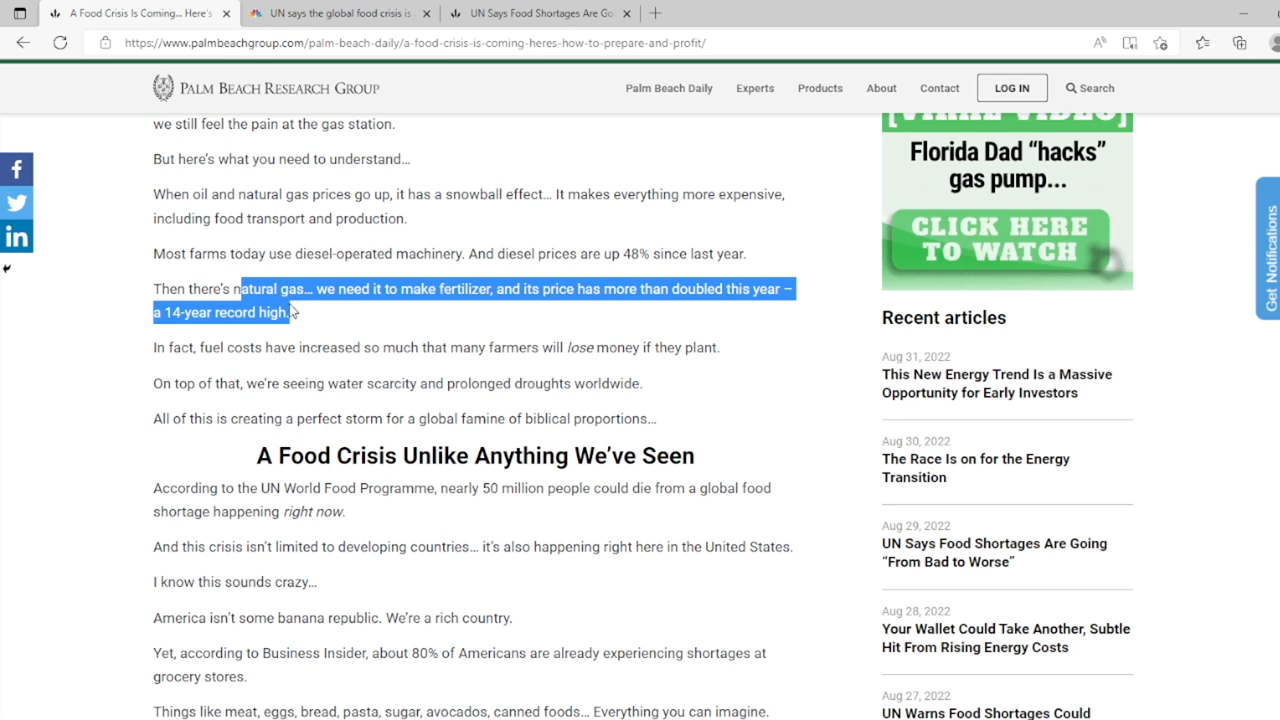 A Food Crisis Is Coming... Here's
UN says the global food crisis is
UN Says Food Shortages Are Go
https://www.palmbeachgroup.com/palm-beach-daily/a-food-crisis-is-coming-heres-how-to-prepare-and-profit/
PALM BEACH RESEARCH GROUP
Palm Beach Daily
Experts
Products
About
Contact
LOG IN
Search
we still feel the pain at the gas station.
But here's what you need to understand…
When oil and natural gas prices go up, it has a snowball effect… It makes everything more expensive,
including food transport and production.
Most farms today use diesel-operated machinery. And diesel prices are up 48% since last year.
Then there's natural gas… we need it to make fertilizer, and its price has more than doubled this year –
a 14-year record high.
In fact, fuel costs have increased so much that many farmers will lose money if they plant.
On top of that, we're seeing water scarcity and prolonged droughts worldwide.
All of this is creating a perfect storm for a global famine of biblical proportions…
A Food Crisis Unlike Anything We've Seen
According to the UN World Food Programme, nearly 50 million people could die from a global food
shortage happening right now.
And this crisis isn't limited to developing countries… it's also happening right here in the United States.
I know this sounds crazy…
America isn't some banana republic. We're a rich country.
Yet, according to Business Insider, about 80% of Americans are already experiencing shortages at
grocery stores.
Things like meat, eggs, bread, pasta, sugar, avocados, canned foods… Everything you can imagine.
Florida Dad "hacks"
gas pump...
CLICK HERE
TO WATCH
Get Notifications
Recent articles
Aug 31, 2022
This New Energy Trend Is a Massive
Opportunity for Early Investors
Aug 30, 2022
The Race Is on for the Energy
Transition
Aug 29, 2022
UN Says Food Shortages Are Going
"From Bad to Worse"
Aug 28, 2022
Your Wallet Could Take Another, Subtle
Hit From Rising Energy Costs
Aug 27, 2022
UN Warns Food Shortages Could